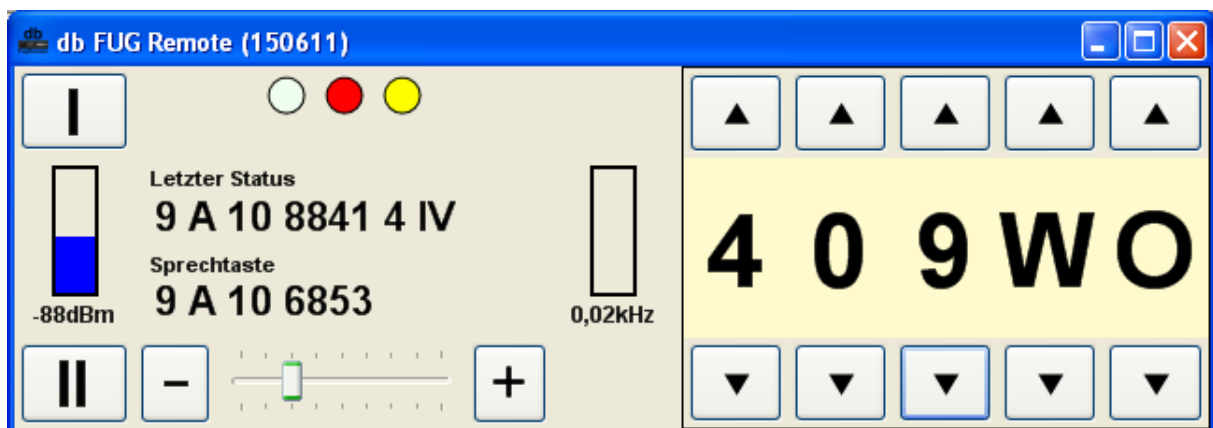 db FUG Remote (150611)
I
Letzter Status
9 A 10 8841 4 IV
Sprechtaste
9 A 10 6853
-88dBm
0,02kHz
II
-
+
4 0 9 W O